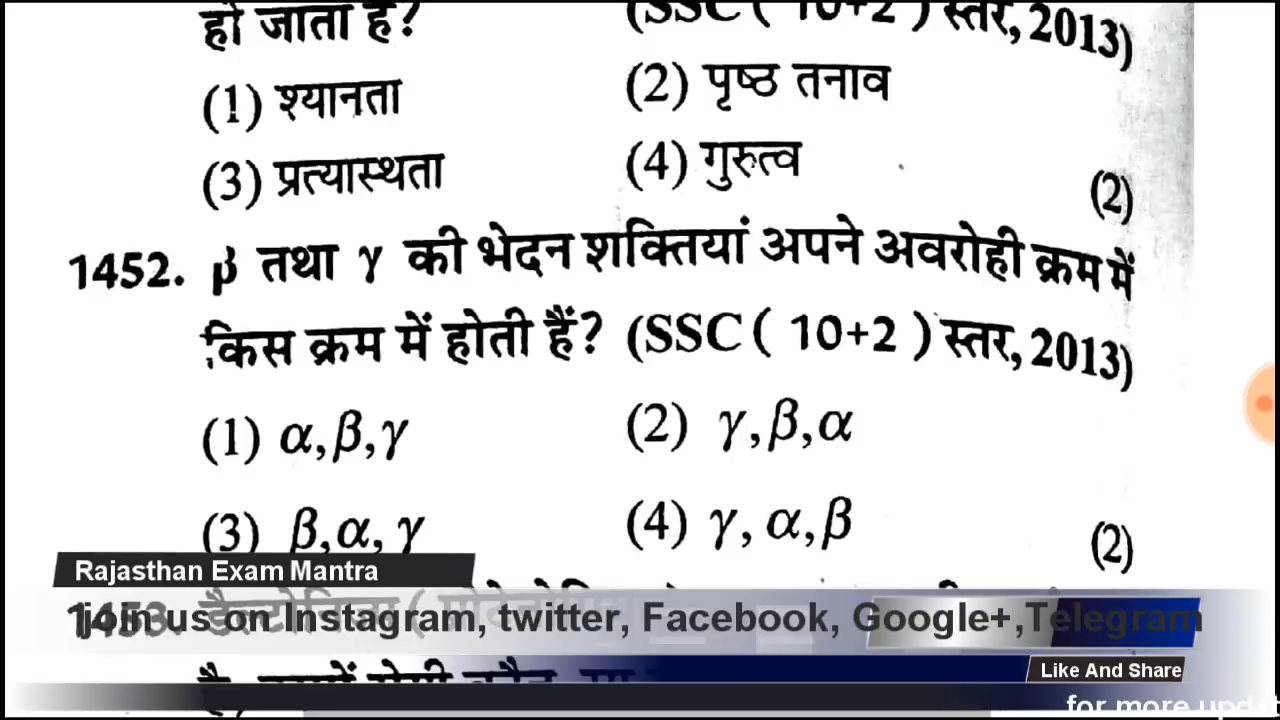 हो जाता है? (SSC ( 10+2 ) स्तर, 2013)
(1) श्यानता (2) पृष्ठ तनाव
(3) प्रत्यास्थता (4) गुरुत्व (2)
1452. β तथा γ की भेदन शक्तियां अपने अवरोही क्रम में
किस क्रम में होती हैं? (SSC ( 10+2 ) स्तर, 2013)
(1) α,β,γ (2) γ,β,α
(3) β,α,γ (4) γ, α,β (2)
Rajasthan Exam Mantra
1453.
join us on Instagram, twitter, Facebook, Google+,Telegram
Like And Share
for more